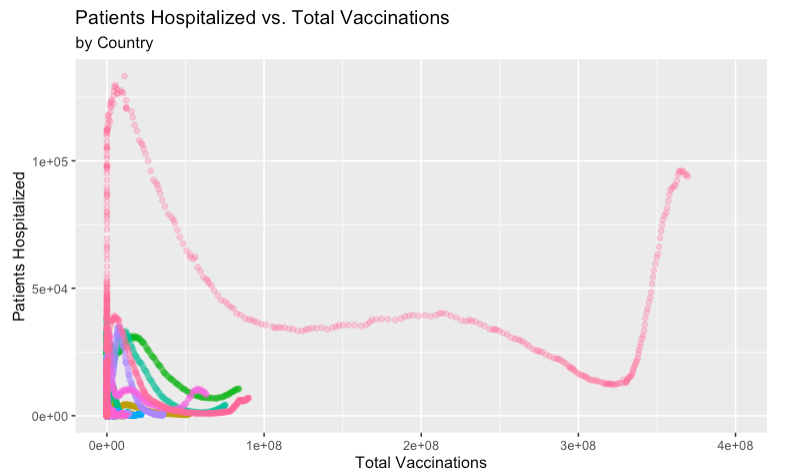 Patients Hospitalized vs. Total Vaccinations
by Country
Patients Hospitalized
1e+05
5e+04
0e+00
0e+00 1e+08 2e+08 3e+08 4e+08
Total Vaccinations